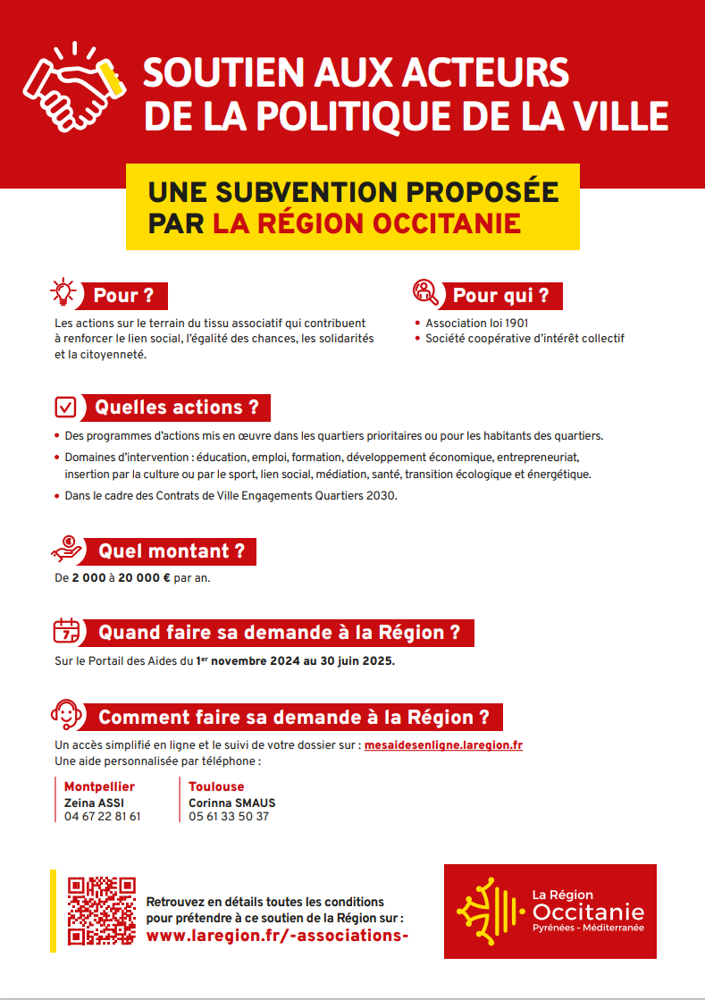 SOUTIEN AUX ACTEURS
DE LA POLITIQUE DE LA VILLE
UNE SUBVENTION PROPOSÉE
PAR LA RÉGION OCCITANIE
Pour ?
Les actions sur le terrain du tissu associatif qui contribuent
à renforcer le lien social, l'égalité des chances, les solidarités
et la citoyenneté.
Pour qui ?
• Association loi 1901
• Société coopérative d'intérêt collectif
Quelles actions ?
• Des programmes d'actions mis en œuvre dans les quartiers prioritaires ou pour les habitants des quartiers.
• Domaines d'intervention : éducation, emploi, formation, développement économique, entrepreneuriat,
insertion par la culture ou par le sport, lien social, médiation, santé, transition écologique et énergétique.
• Dans le cadre des Contrats de Ville Engagements Quartiers 2030.
Quel montant ?
De 2 000 à 20 000 € par an.
7
Quand faire sa demande à la Région ?
Sur le Portail des Aides du 1er novembre 2024 au 30 juin 2025.
Comment faire sa demande à la Région ?
Un accès simplifié en ligne et le suivi de votre dossier sur : mesaidesenligne.laregion.fr
Une aide personnalisée par téléphone :
Montpellier
Zeina ASSI
04 67 22 81 61
Toulouse
Corinna SMAUS
05 61 33 50 37
Retrouvez en détails toutes les conditions
pour prétendre à ce soutien de la Région sur :
www.laregion.fr/-associations-
La Région
Occitanie
Pyrénées - Méditerranée